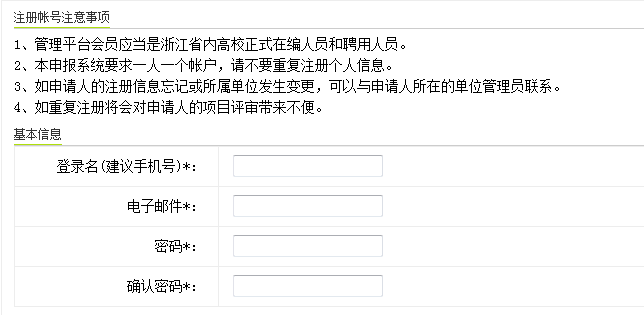 注册帐号注意事项
1、管理平台会员应当是浙江省内高校正式在编人员和聘用人员。
2、本申报系统要求一人一个帐户，请不要重复注册个人信息。
3、如申请人的注册信息忘记或所属单位发生变更，可以与申请人所在的单位管理员联系。
4、如重复注册将会对申请人的项目评审带来不便。
基本信息
登录名(建议手机号)*:
电子邮件*:
密码*:
确认密码*: